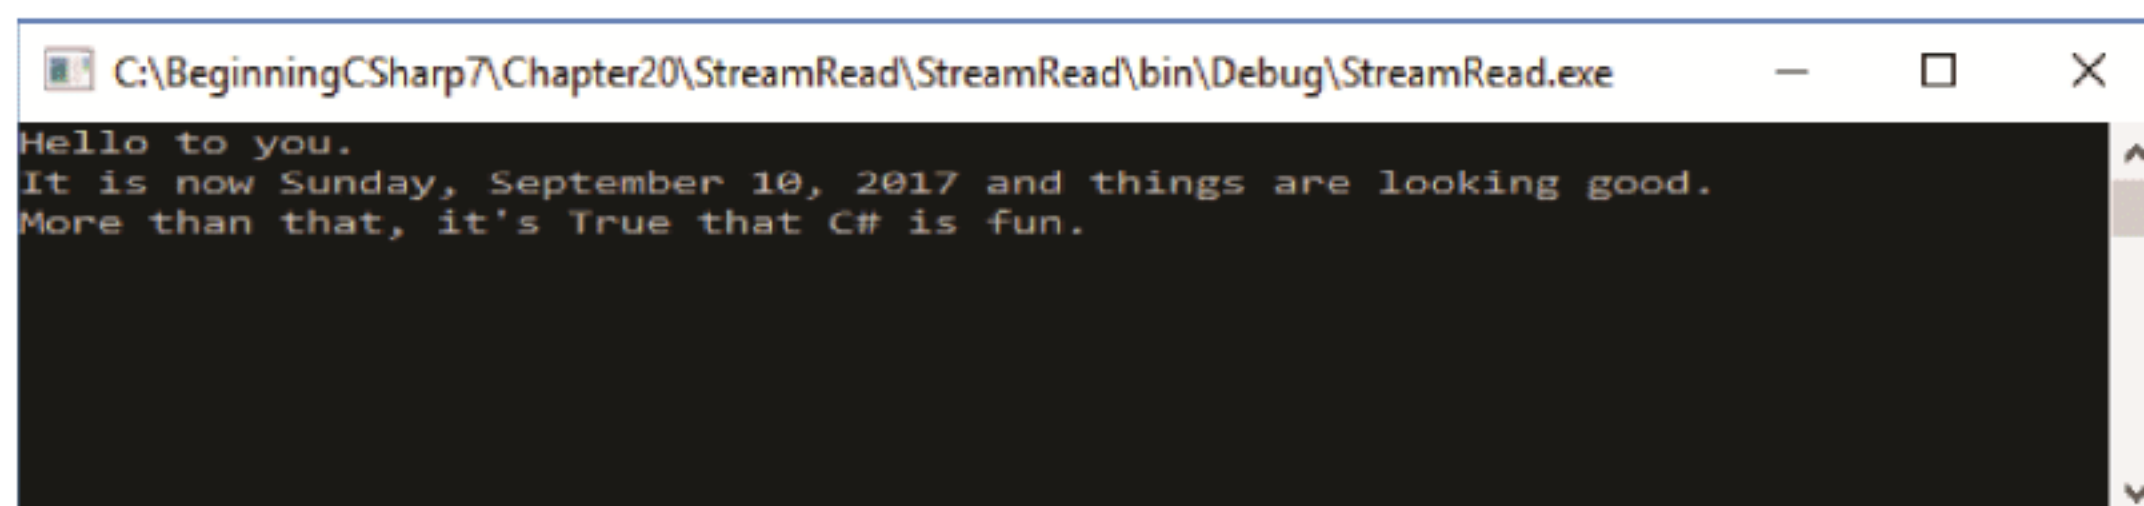 C:\BeginningCSharp7\Chapter20\StreamRead\StreamRead\bin\Debug\StreamRead.exe
Hello to you.
It is now Sunday, September 10, 2017 and things are looking good.
More than that, it's True that C# is fun.